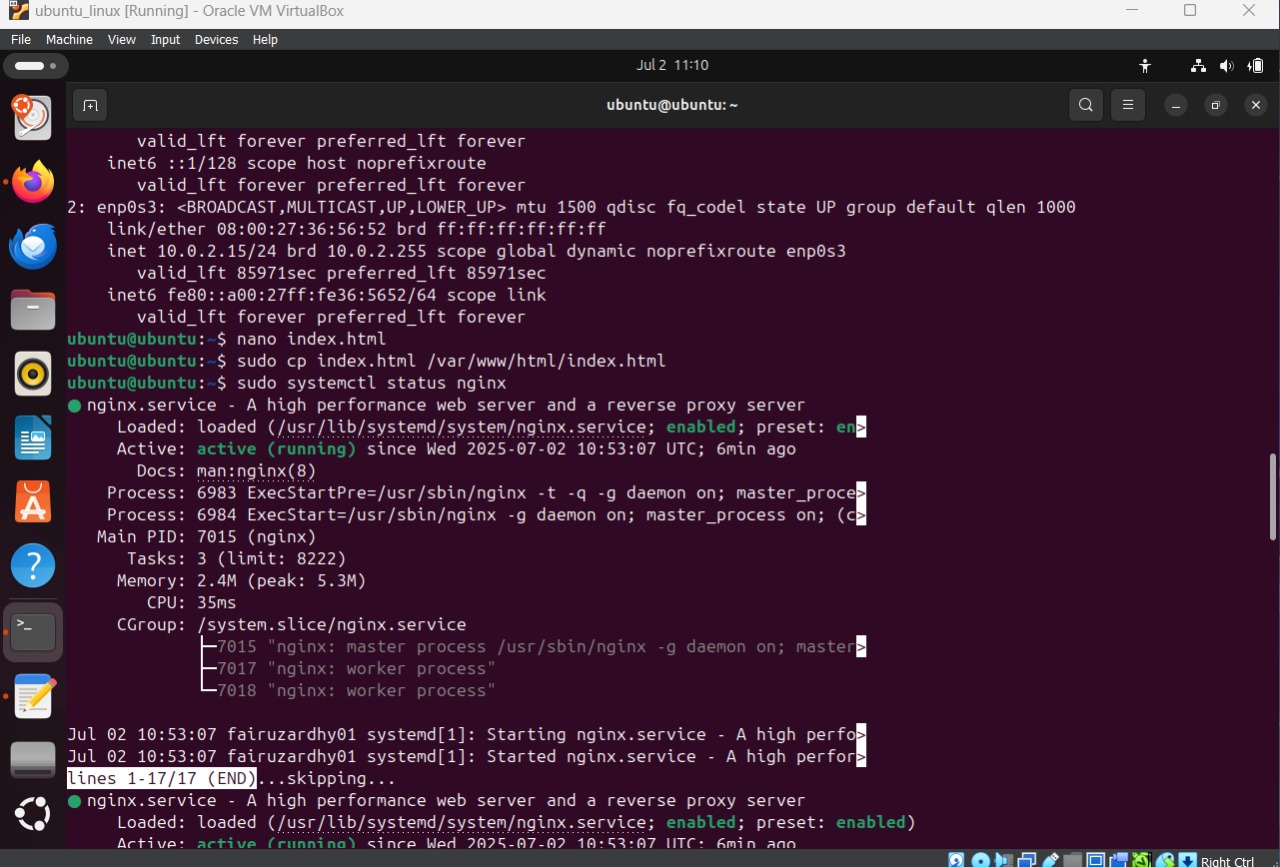 ubuntu_linux [Running] - Oracle VM VirtualBox
File Machine View Input Devices Help
Jul 2 11:10
ubuntu@ubuntu: ~
valid_lft forever preferred_lft forever
inet6 ::1/128 scope host noprefixroute
valid_lft forever preferred_lft forever
2: enp0s3: <BROADCAST,MULTICAST,UP,LOWER_UP> mtu 1500 qdisc fq_codel state UP group default qlen 1000
link/ether 08:00:27:36:56:52 brd ff:ff:ff:ff:ff:ff
inet 10.0.2.15/24 brd 10.0.2.255 scope global dynamic noprefixroute enp0s3
valid_lft 85971sec preferred_lft 85971sec
inet6 fe80::a00:27ff:fe36:5652/64 scope link
valid_lft forever preferred_lft forever
ubuntu@ubuntu:~$ nano index.html
ubuntu@ubuntu:~$ sudo cp index.html /var/www/html/index.html
ubuntu@ubuntu:~$ sudo systemctl status nginx
● nginx.service - A high performance web server and a reverse proxy server
Loaded: loaded (/usr/lib/systemd/system/nginx.service; enabled; preset: en>
Active: active (running) since Wed 2025-07-02 10:53:07 UTC; 6min ago
Docs: man:nginx(8)
Process: 6983 ExecStartPre=/usr/sbin/nginx -t -q -g daemon on; master_proce>
Process: 6984 ExecStart=/usr/sbin/nginx -g daemon on; master_process on; (c>
Main PID: 7015 (nginx)
Tasks: 3 (limit: 8222)
Memory: 2.4M (peak: 5.3M)
CPU: 35ms
CGroup: /system.slice/nginx.service
├─7015 "nginx: master process /usr/sbin/nginx -g daemon on; master>
├─7017 "nginx: worker process"
└─7018 "nginx: worker process"
Jul 02 10:53:07 fairuzardhy01 systemd[1]: Starting nginx.service - A high perfo>
Jul 02 10:53:07 fairuzardhy01 systemd[1]: Started nginx.service - A high perfor>
lines 1-17/17 (END)...skipping...
● nginx.service - A high performance web server and a reverse proxy server
Loaded: loaded (/usr/lib/systemd/system/nginx.service; enabled; preset: enabled)
Active: active (running) since Wed 2025-07-02 10:53:07 UTC; 6min ago
Right Ctrl